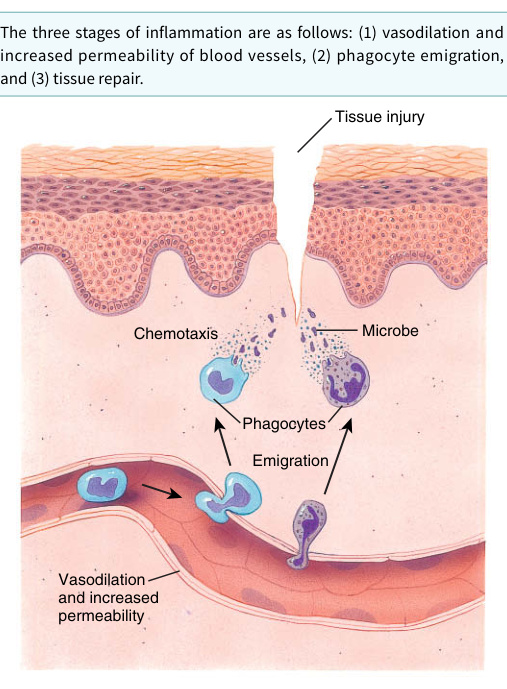 The three stages of inflammation are as follows: (1) vasodilation and
increased permeability of blood vessels, (2) phagocyte emigration,
and (3) tissue repair.
Tissue injury
Chemotaxis
Microbe
Phagocytes
Emigration
Vasodilation
and increased
permeability